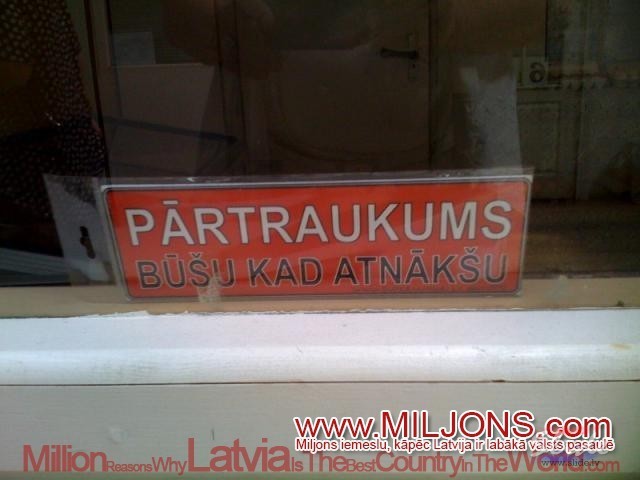 PĀRTRAUKUMS
BŪŠU KAD ATNĀKŠU
www.MILJONS.com
Miljons iemeslu, kāpēc Latvija ir labākā valsts pasaulē
Million Reasons Why Latvia Is The Best Country In The World.com